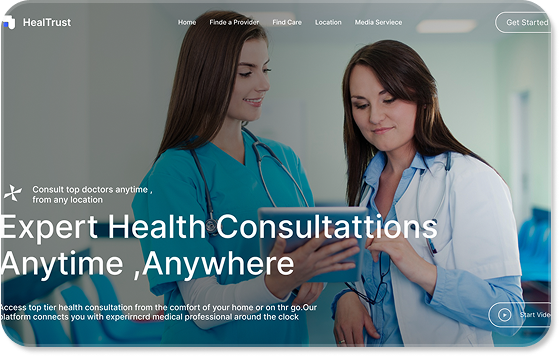 HealTrust
Home Finde a Provider Find Care Location Media Serviece
Get Started
Consult top doctors anytime ,
from any location
Expert Health Consultattions
Anytime ,Anywhere
Access top tier health consultation from the comfort of your home or on thr go.Our
platform connects you with experirncrd medical professional around the clock
Start Vide